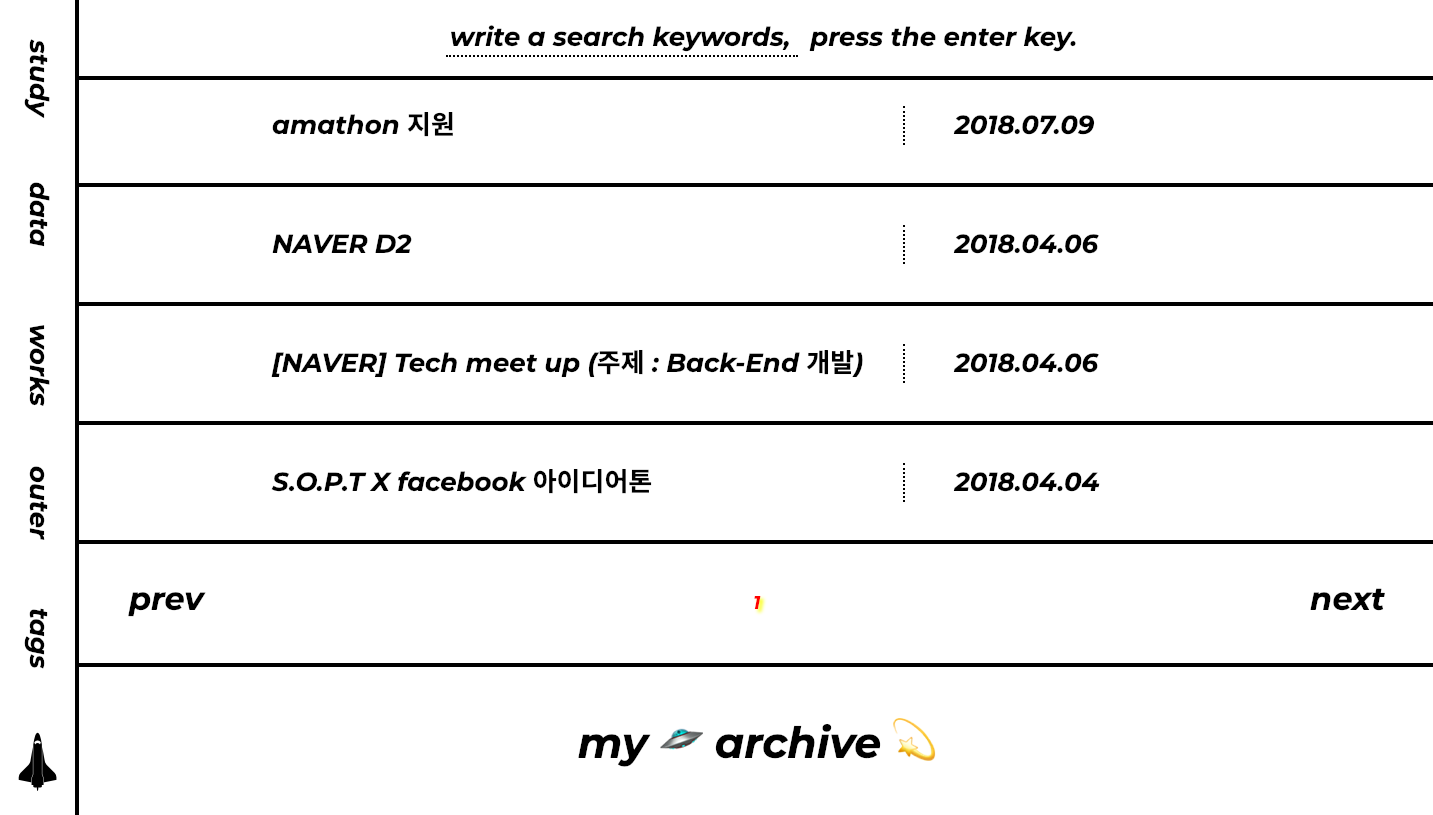 study
data
works
outer
tags
write a search keywords, press the enter key.
amathon 지원 2018.07.09
NAVER D2 2018.04.06
[NAVER] Tech meet up (주제 : Back-End 개발) 2018.04.06
S.O.P.T X facebook 아이디어톤 2018.04.04
prev 1 next
my 🛸 archive 💫